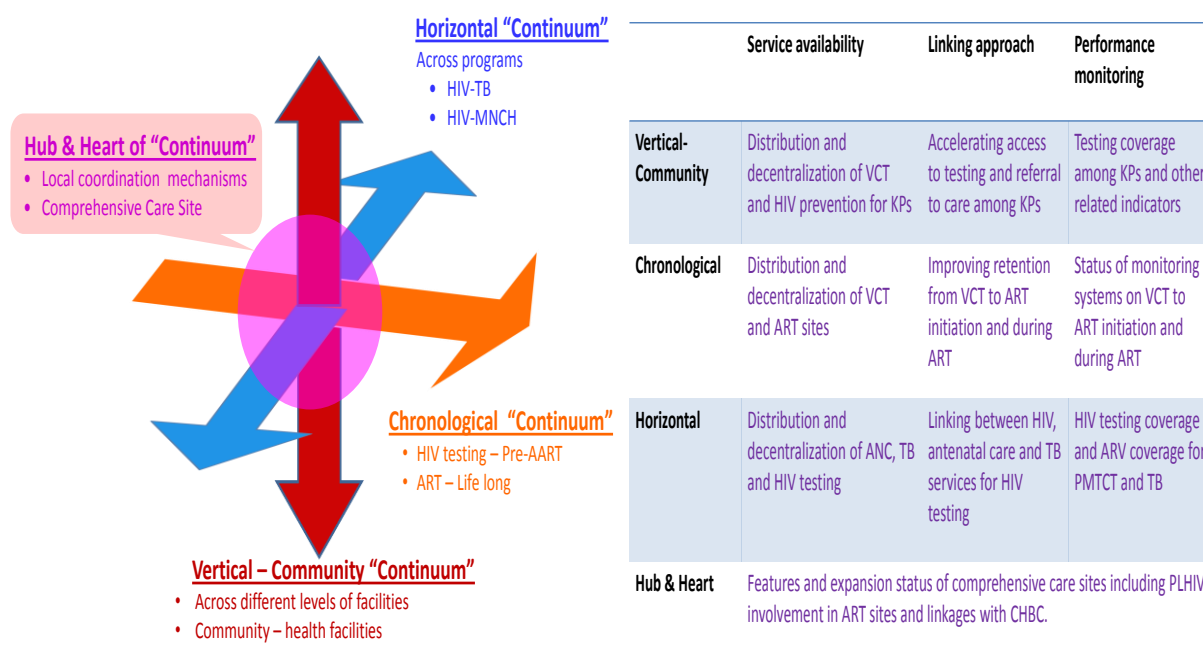 Horizontal “Continuum”
Across programs
• HIV-TB
• HIV-MNCH
Hub & Heart of “Continuum”
• Local coordination mechanisms
• Comprehensive Care Site
Chronological “Continuum”
• HIV testing – Pre-AART
• ART – Life long
Vertical – Community “Continuum”
• Across different levels of facilities
• Community – health facilities
Service availability
Linking approach
Performance
monitoring
Vertical-
Community
Distribution and
decentralization of VCT
and HIV prevention for KPs
Accelerating access
to testing and referral
to care among KPs
Testing coverage
among KPs and other
related indicators
Chronological
Distribution and
decentralization of VCT
and ART sites
Improving retention
from VCT to ART
initiation and during
ART
Status of monitoring
systems on VCT to
ART initiation and
during ART
Horizontal
Distribution and
decentralization of ANC, TB
and HIV testing
Linking between HIV,
antenatal care and TB
services for HIV
testing
HIV testing coverage
and ARV coverage for
PMTCT and TB
Hub & Heart
Features and expansion status of comprehensive care sites including PLHIV
involvement in ART sites and linkages with CHBC.